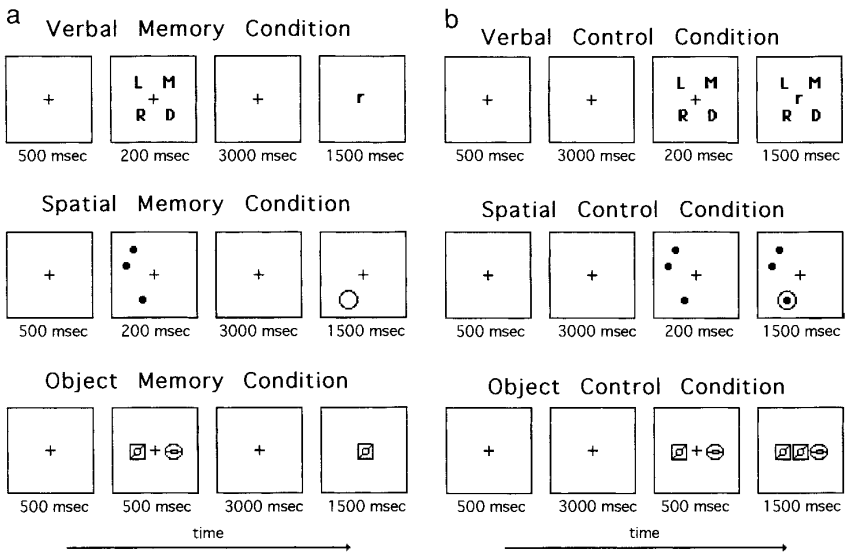 a
Verbal Memory Condition
L M
R D
r
500 msec 200 msec 3000 msec 1500 msec
Spatial Memory Condition
500 msec 200 msec 3000 msec 1500 msec
Object Memory Condition
500 msec 500 msec 3000 msec 1500 msec
time
b
Verbal Control Condition
L M L M
r
R D R D
500 msec 3000 msec 200 msec 1500 msec
Spatial Control Condition
500 msec 3000 msec 200 msec 1500 msec
Object Control Condition
500 msec 3000 msec 500 msec 1500 msec
time